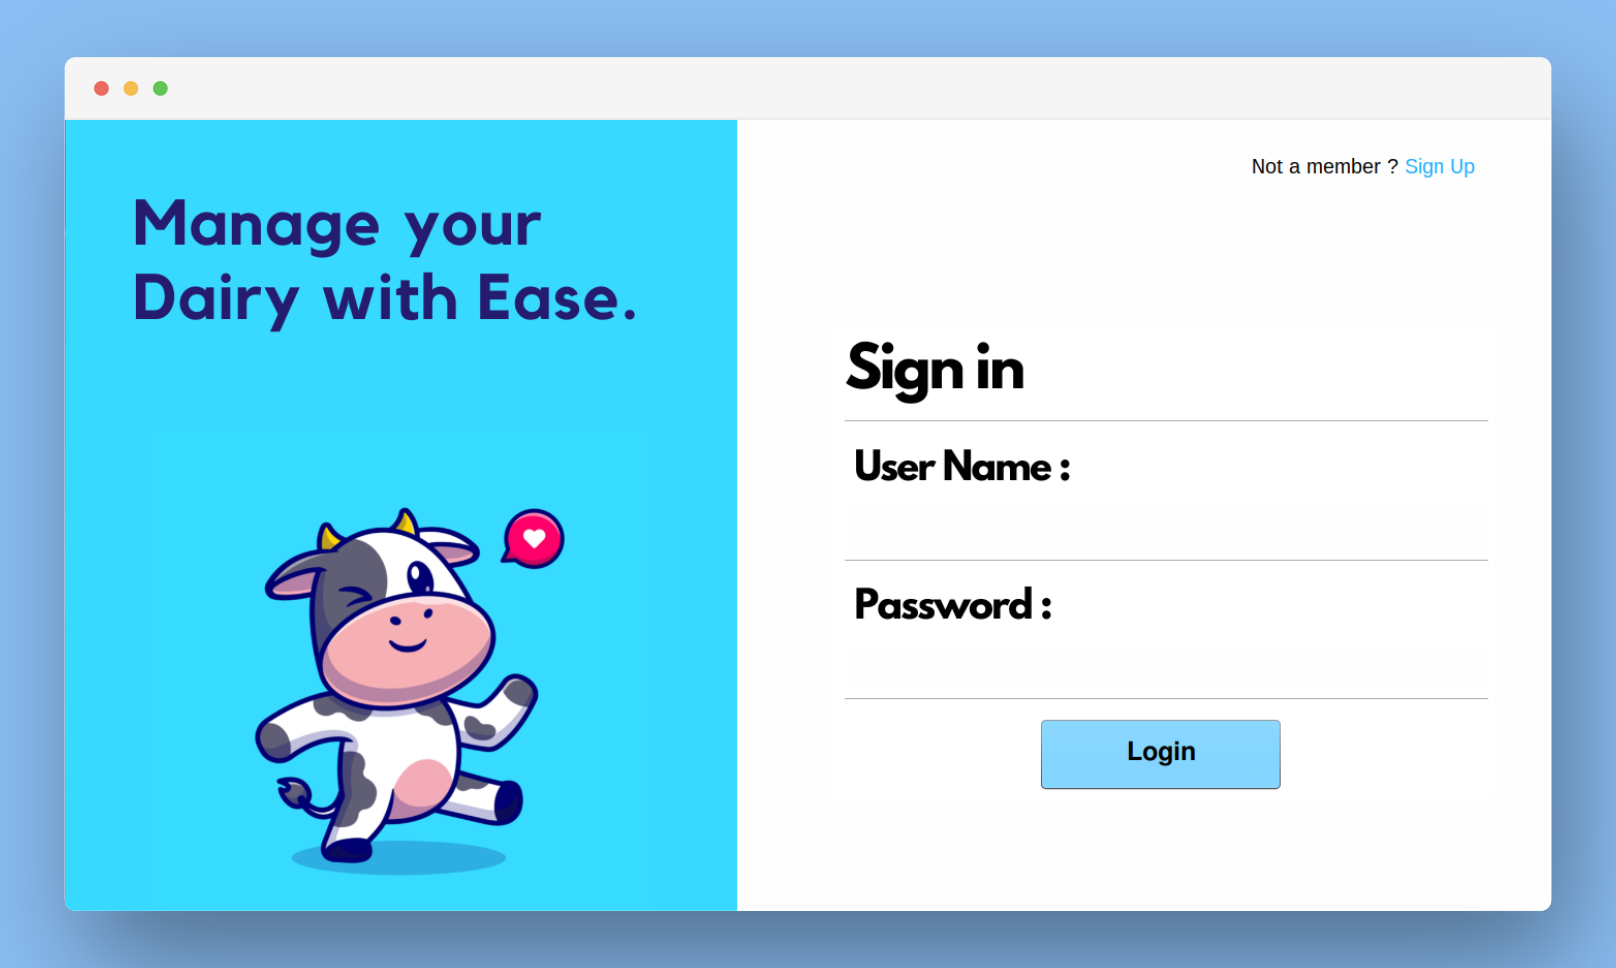 Manage your
Dairy with Ease.
Not a member ? Sign Up
Sign in
User Name :
Password :
Login